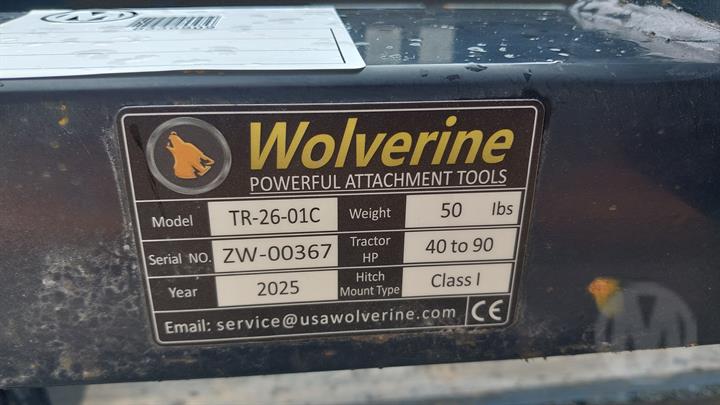 M
Wolverine
POWERFUL ATTACHMENT TOOLS
Model TR-26-01C Weight 50 lbs
Serial NO. ZW-00367 Tractor HP 40 to 90
Year 2025 Hitch Mount Type Class I
Email: service@usawolverine.com CE
M